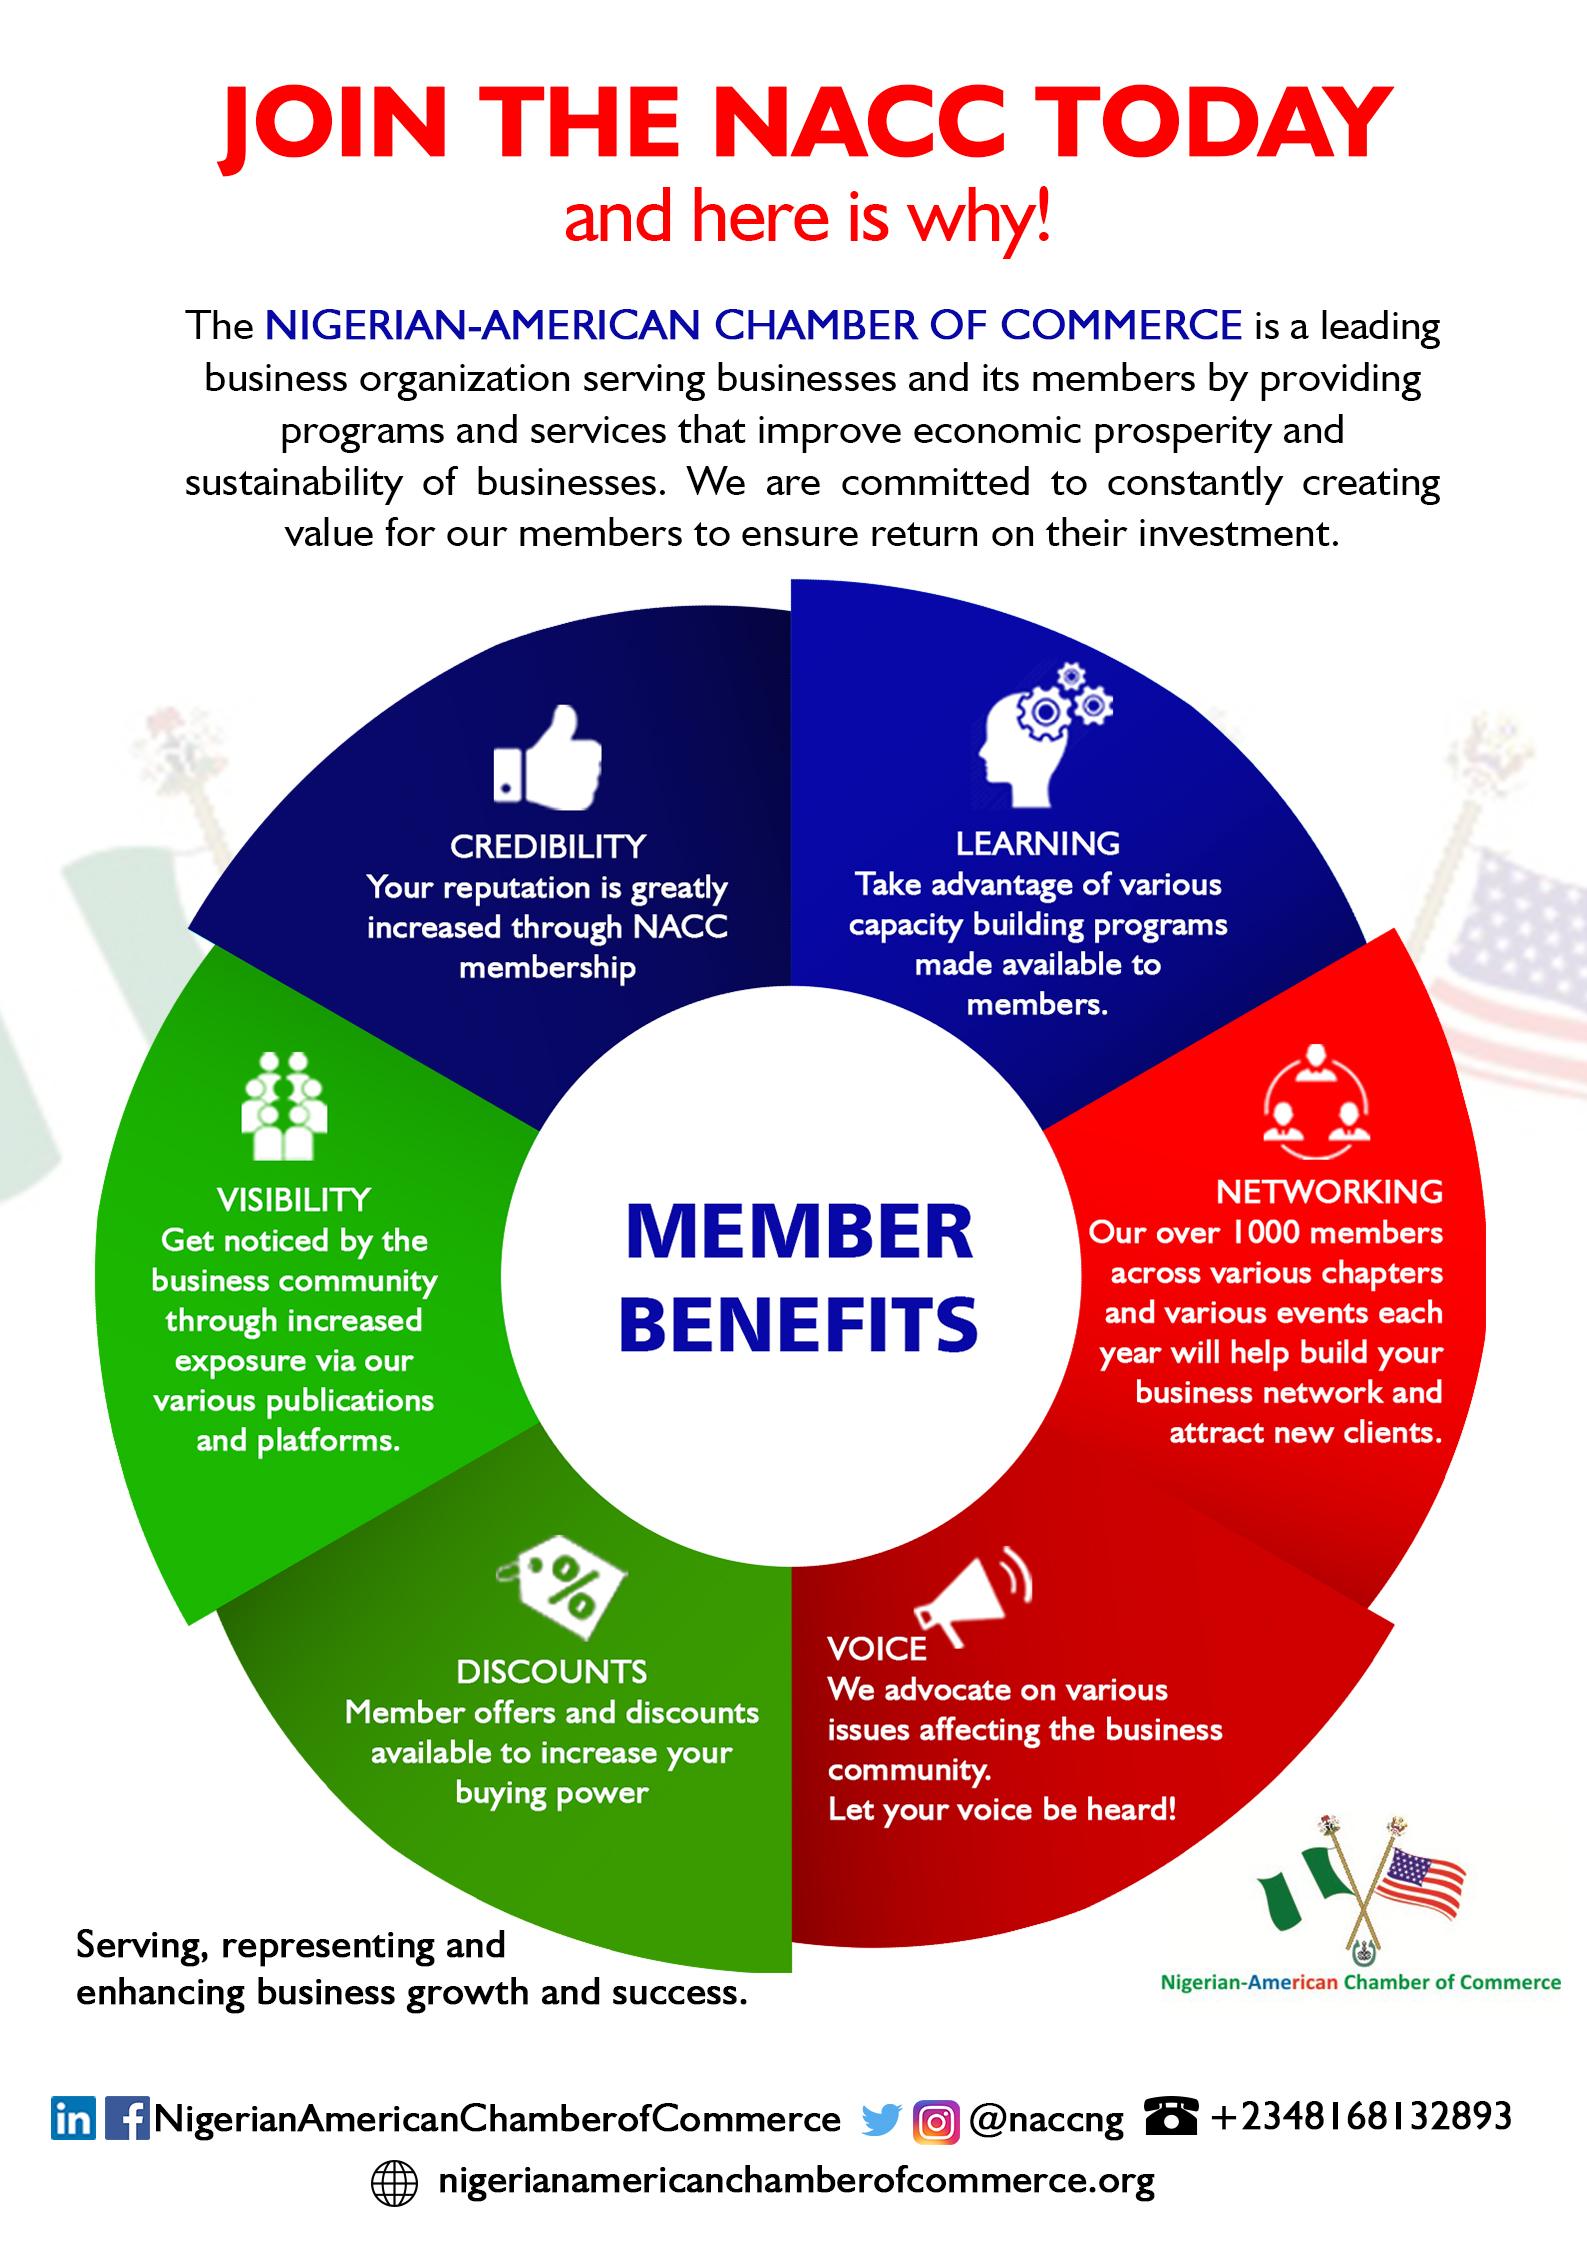 JOIN THE NACC TODAY
and here is why!
The NIGERIAN-AMERICAN CHAMBER OF COMMERCE is a leading
business organization serving businesses and its members by providing
programs and services that improve economic prosperity and
sustainability of businesses. We are committed to constantly creating
value for our members to ensure return on their investment.
CREDIBILITY
Your reputation is greatly
increased through NACC
membership
LEARNING
Take advantage of various
capacity building programs
made available to
members.
VISIBILITY
Get noticed by the
business community
through increased
exposure via our
various publications
and platforms.
MEMBER
BENEFITS
NETWORKING
Our over 1000 members
across various chapters
and various events each
year will help build your
business network and
attract new clients.
DISCOUNTS
Member offers and discounts
available to increase your
buying power
VOICE
We advocate on various
issues affecting the business
community.
Let your voice be heard!
Serving, representing and
enhancing business growth and success.
Nigerian-American Chamber of Commerce
NigerianAmericanChamberofCommerce @naccng +2348168132893
nigerianamericanchamberofcommerce.org